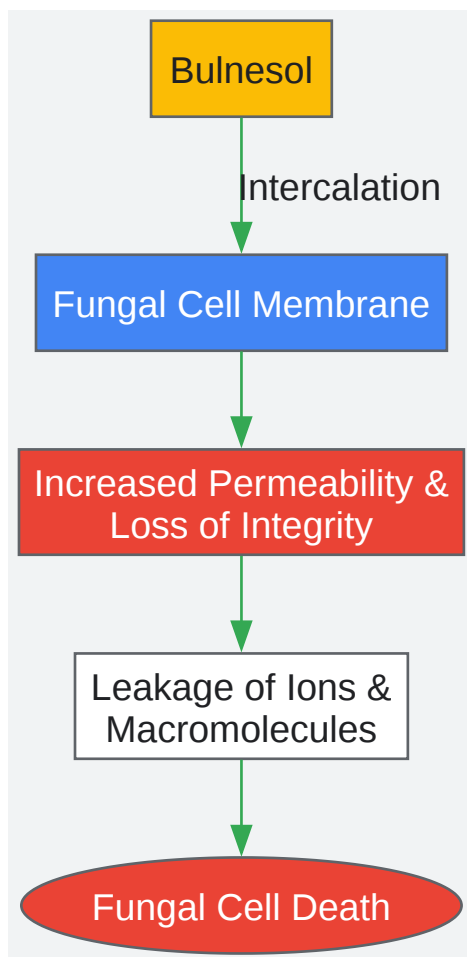 Bulnesol
Intercalation
Fungal Cell Membrane
Increased Permeability &
Loss of Integrity
Leakage of Ions &
Macromolecules
Fungal Cell Death